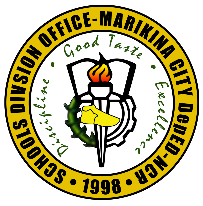 SCHOOLS DIVSION OFFICE-MARIKINA CITY DepED-NCR
• 1998 •
Discipline • Good Taste • Excellence